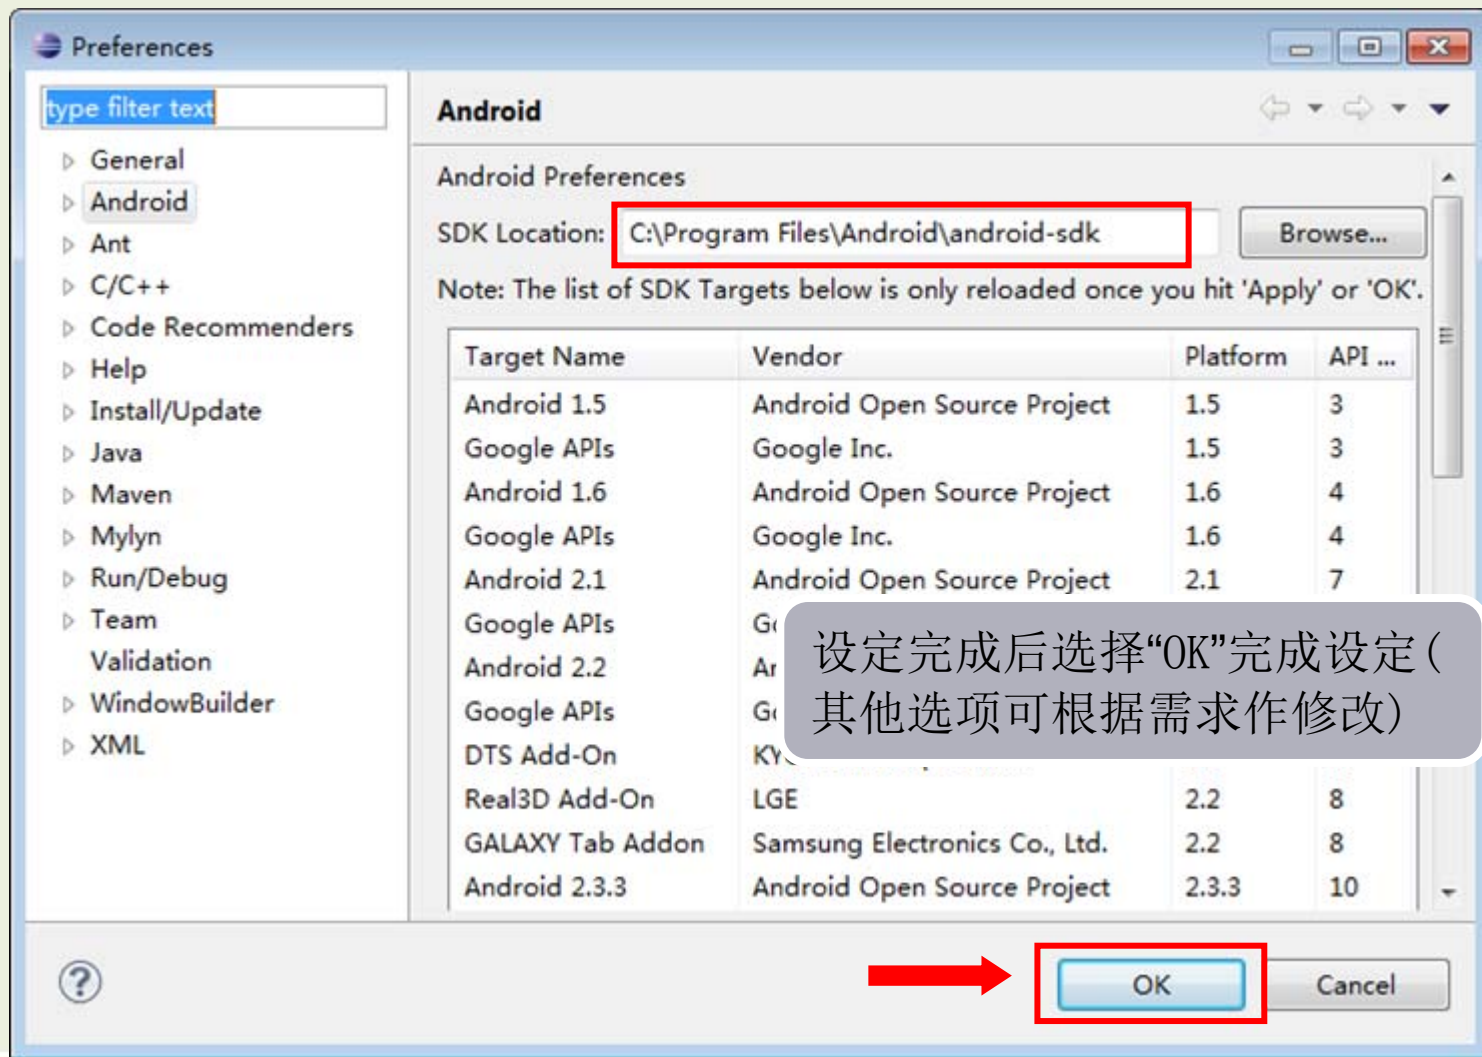 Preferences
type filter text
General
Android
Ant
C/C++
Code Recommenders
Help
Install/Update
Java
Maven
Mylyn
Run/Debug
Team
Validation
WindowBuilder
XML
Android
Android Preferences
SDK Location: C:\Program Files\Android\android-sdk Browse...
Note: The list of SDK Targets below is only reloaded once you hit 'Apply' or 'OK'.
Target Name Vendor Platform API ...
Android 1.5 Android Open Source Project 1.5 3
Google APIs Google Inc. 1.5 3
Android 1.6 Android Open Source Project 1.6 4
Google APIs Google Inc. 1.6 4
Android 2.1 Android Open Source Project 2.1 7
Google APIs
Android 2.2
Google APIs
DTS Add-On
Real3D Add-On LGE 2.2 8
GALAXY Tab Addon Samsung Electronics Co., Ltd. 2.2 8
Android 2.3.3 Android Open Source Project 2.3.3 10
设定完成后选择“OK”完成设定(
其他选项可根据需求作修改)
OK Cancel